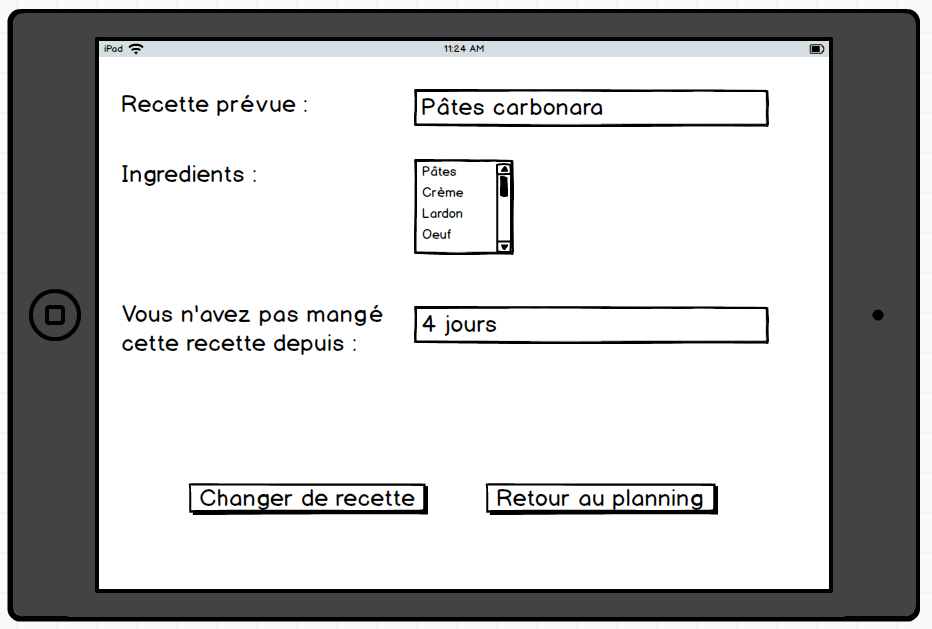 iPad 11:24 AM
Recette prévue : Pâtes carbonara
Ingredients :
Pâtes
Crème
Lardon
Oeuf
Vous n'avez pas mangé
cette recette depuis :
4 jours
Changer de recette Retour au planning